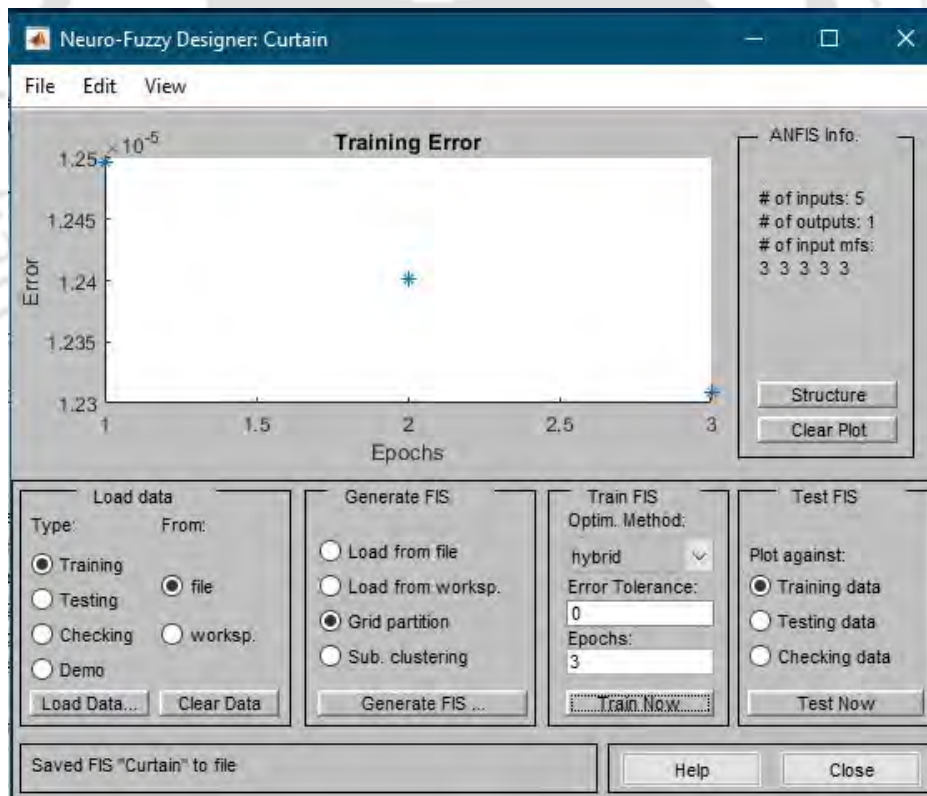 Neuro-Fuzzy Designer: Curtain
File Edit View
Training Error
×10^-5
1.25
1.245
1.24
1.235
1.23
Error
1 1.5 2 2.5 3
Epochs
ANFIS Info.
# of inputs: 5
# of outputs: 1
# of input mfs:
3 3 3 3 3
Structure
Clear Plot
Load data
Type: From:
Training
file
Testing
Checking
worksp.
Demo
Load Data... Clear Data
Generate FIS
Load from file
Load from worksp.
Grid partition
Sub. clustering
Generate FIS ...
Train FIS
Optim. Method:
hybrid
Error Tolerance:
0
Epochs:
3
Train Now
Test FIS
Plot against:
Training data
Testing data
Checking data
Test Now
Saved FIS "Curtain" to file
Help Close